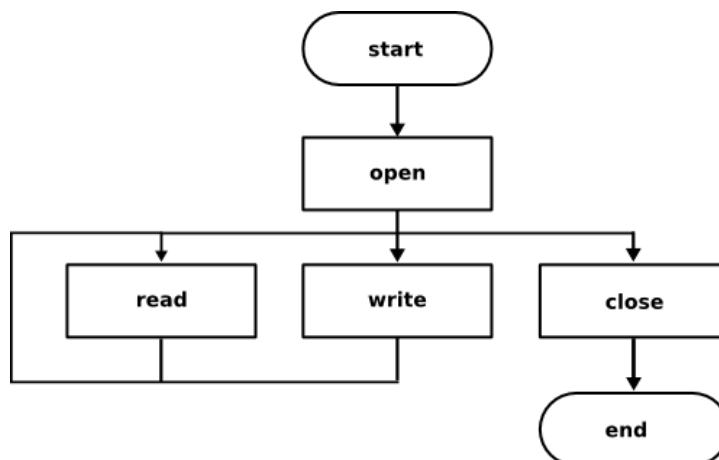 start
open
read
write
close
end